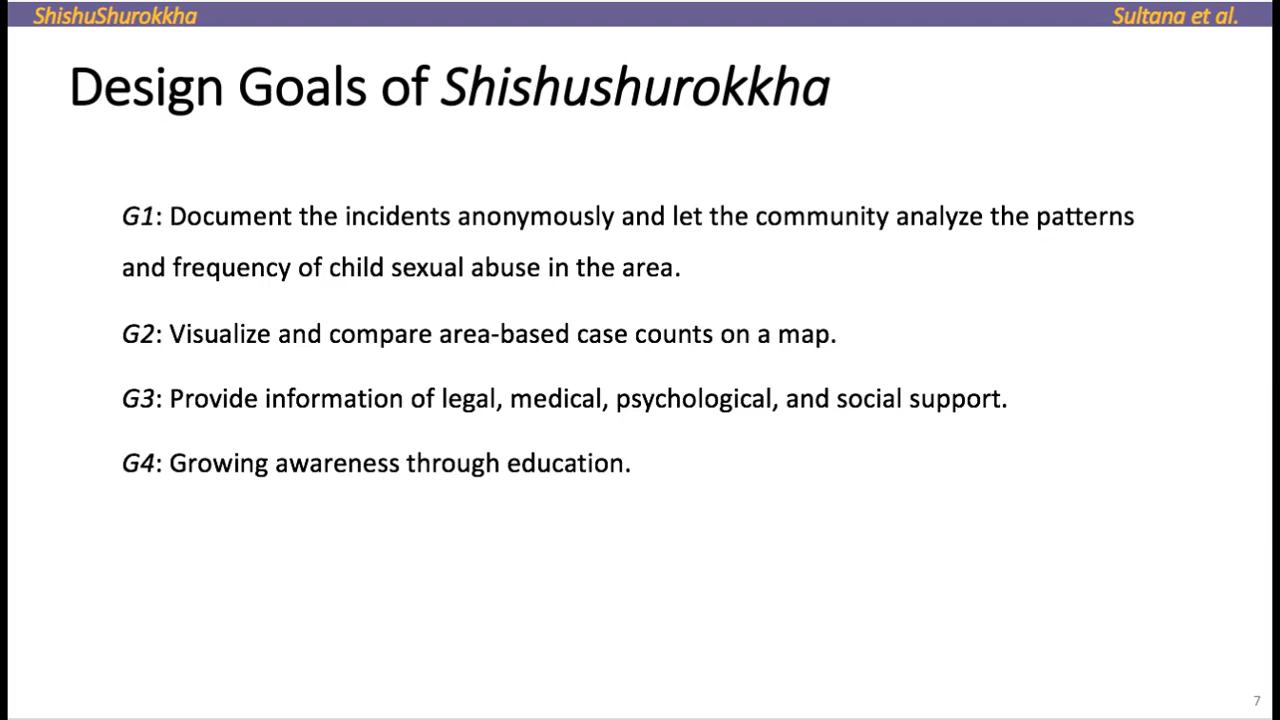 ShishuShurokkha
Sultana et al.
Design Goals of Shishushurokkha
G1: Document the incidents anonymously and let the community analyze the patterns
and frequency of child sexual abuse in the area.
G2: Visualize and compare area-based case counts on a map.
G3: Provide information of legal, medical, psychological, and social support.
G4: Growing awareness through education.
7